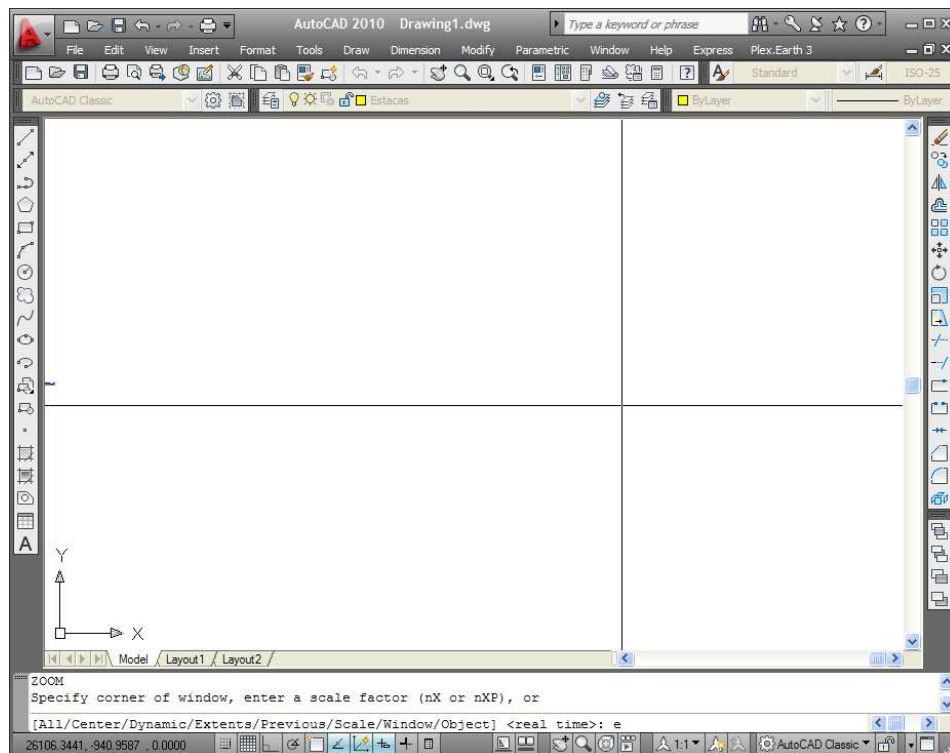 AutoCAD 2010 Drawing1.dwg Type a keyword or phrase
File Edit View Insert Format Tools Draw Dimension Modify Parametric Window Help Express Plex.Earth 3
Standard ISO-25
AutoCAD Classic Estacas ByLayer ByLayer
A
Y
X
Model Layout1 Layout2
ZOOM
Specify corner of window, enter a scale factor (nX or nXP), or
[All/Center/Dynamic/Extents/Previous/Scale/Window/Object] <real time>: e
26106.3441, -940.9587 , 0.0000 1:1 AutoCAD Classic